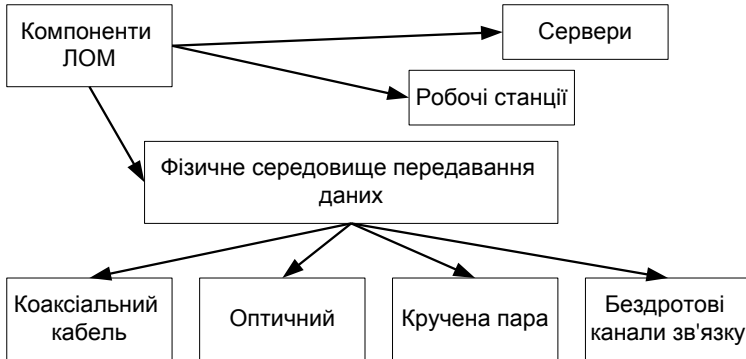 Компоненти
ЛОМ
Сервери
Робочі станції
Фізичне середовище передавання
даних
Коаксіальний
кабель
Оптичний
Кручена пара
Бездротові
канали зв'язку